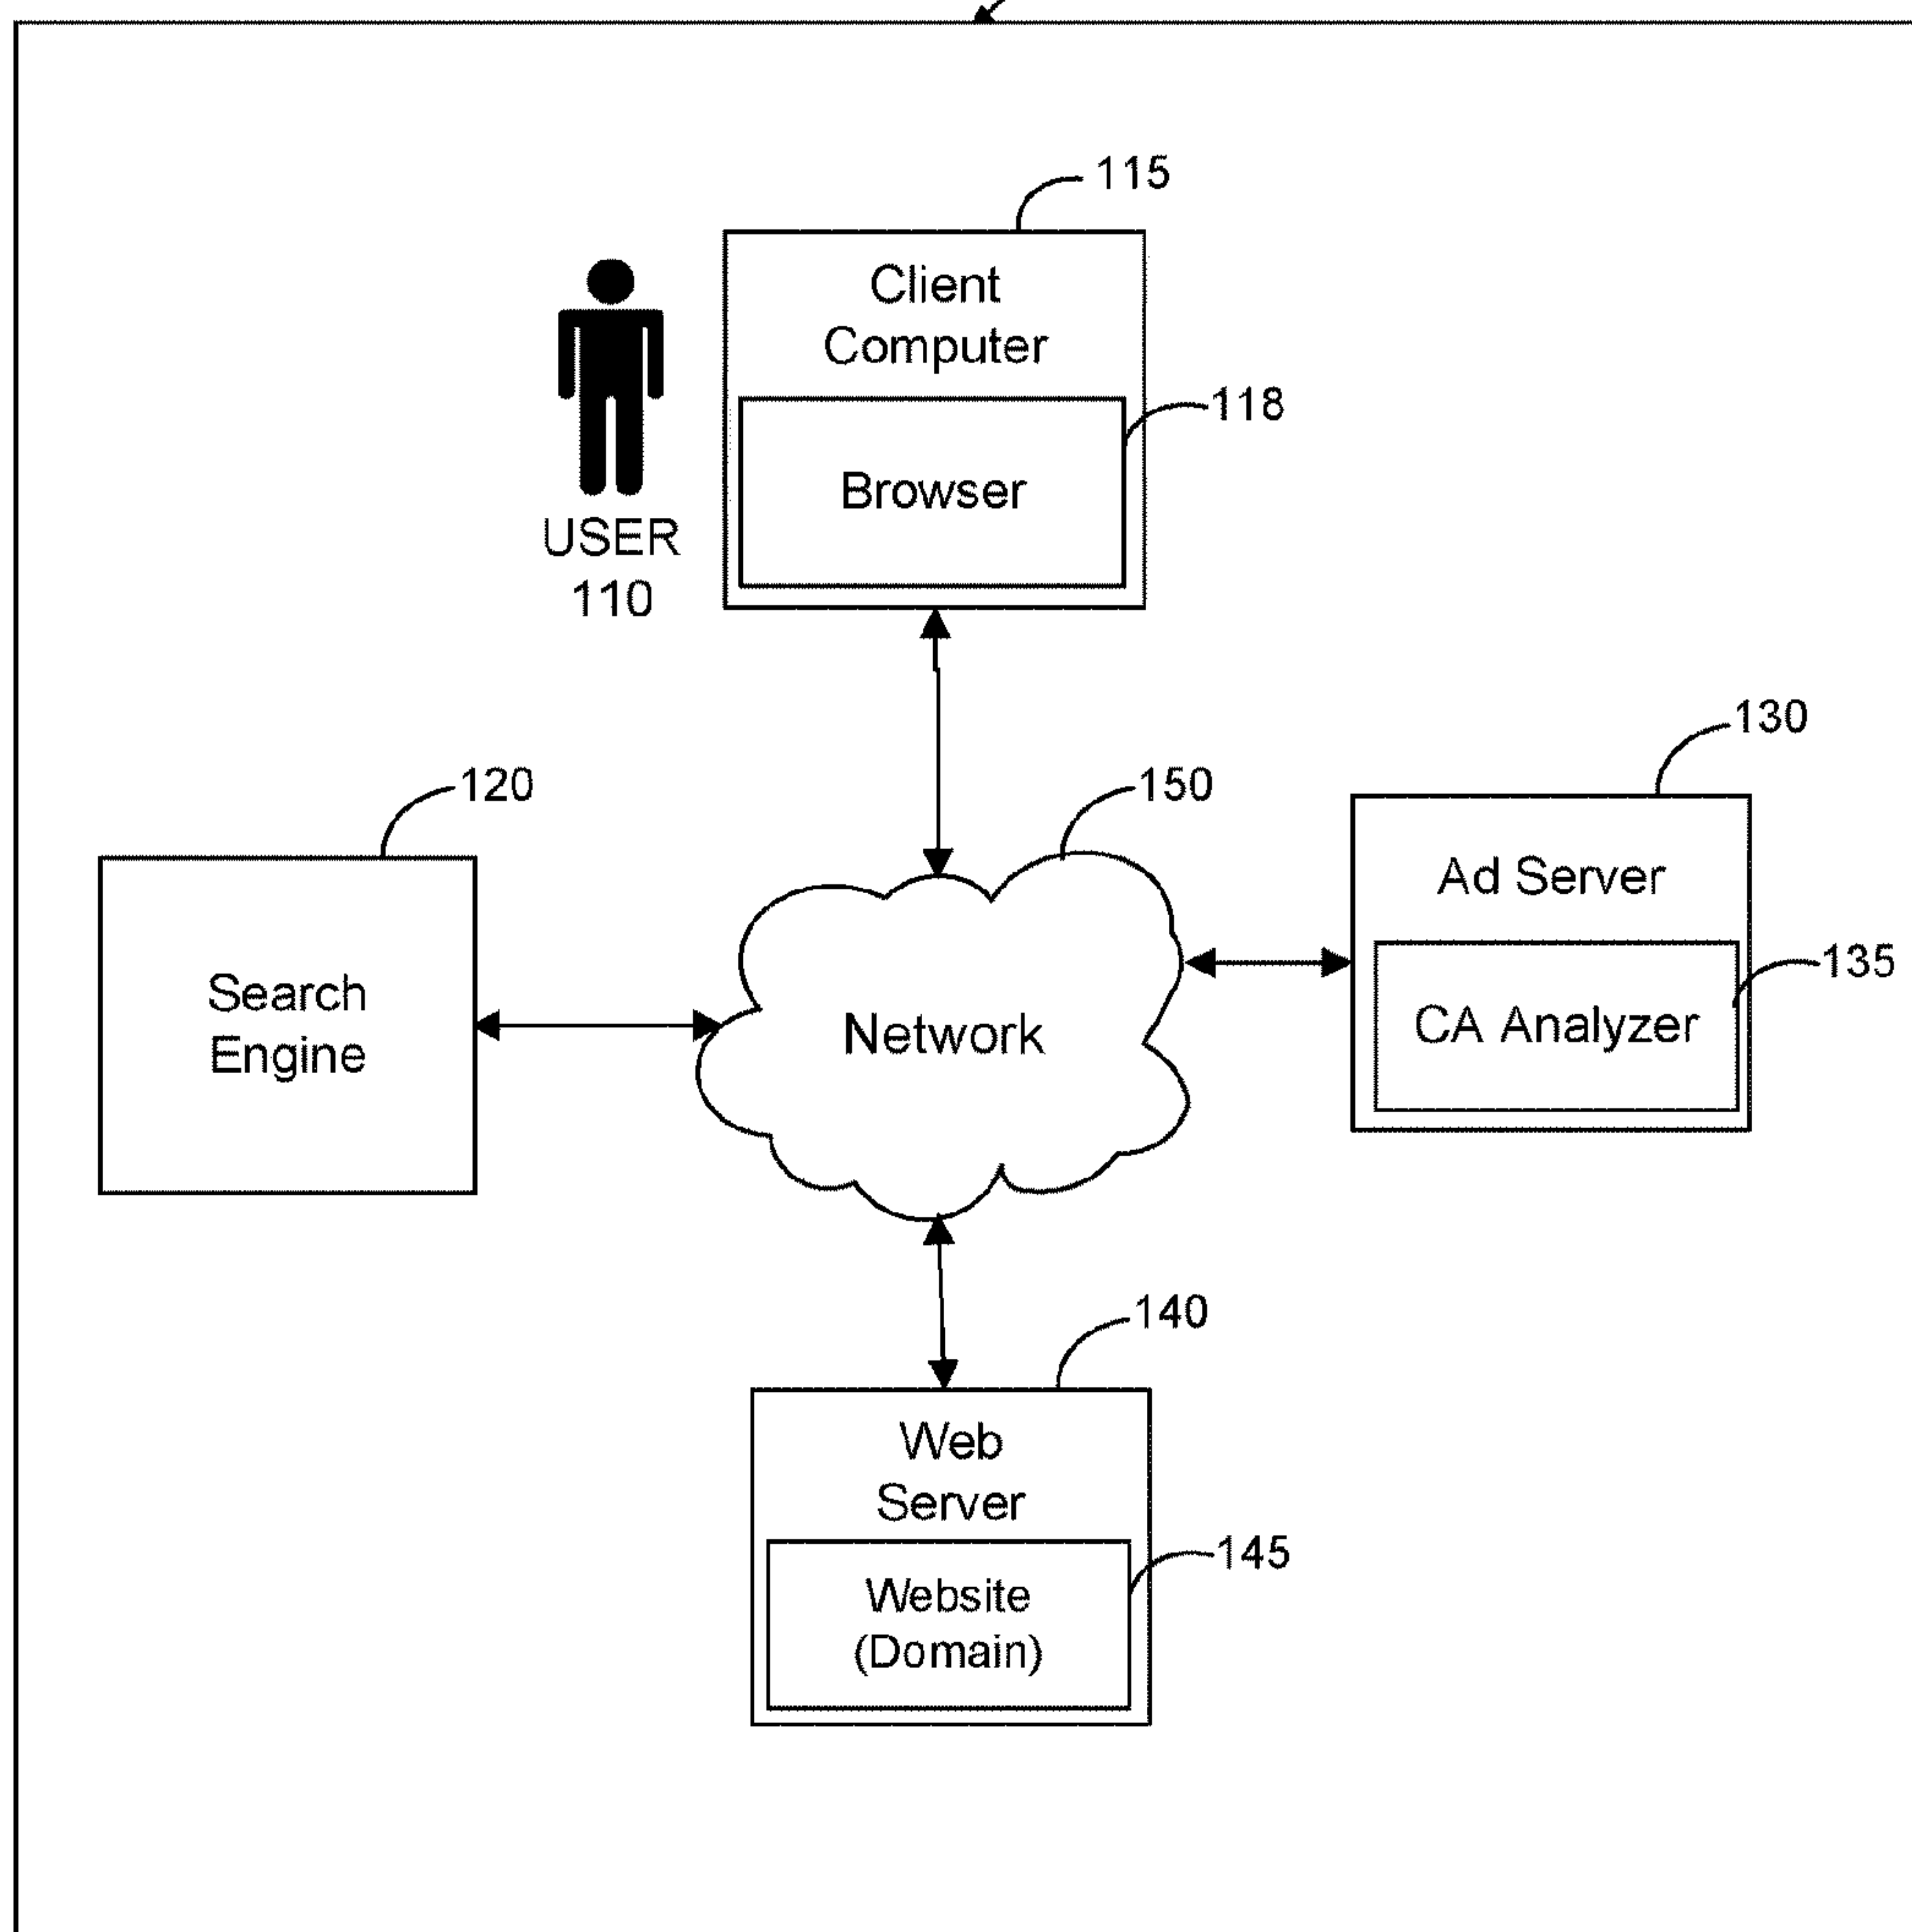 115
Client
Computer
118
Browser
USER
110
130
120
150
Ad Server
135
Search
Engine
Network
CA Analyzer
140
Web
Server
145
Website
(Domain)